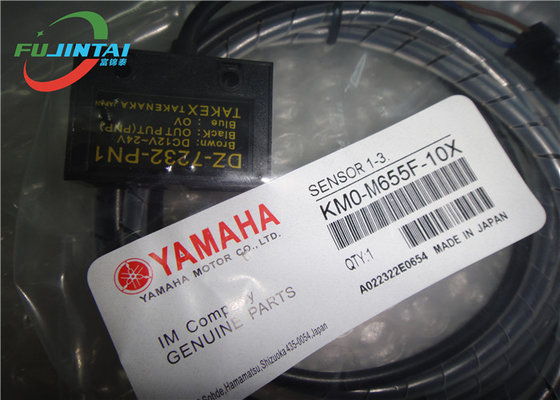 FUJINTAI
富锦泰
DZ-7232-PN1
Brown: DC12V-24V
Black: OUTPUT(PNP)
Blue : 0V
TAKEX TAKENAKA JAPAN
SENSOR 1-3.
KM0-M655F-10X
QTY:1
A022322E0654 MADE IN JAPAN
YAMAHA
YAMAHA MOTOR CO.,LTD.
IM Company
GENUINE PARTS
Hamamatsu,Shizuoka 435-0054,Japan